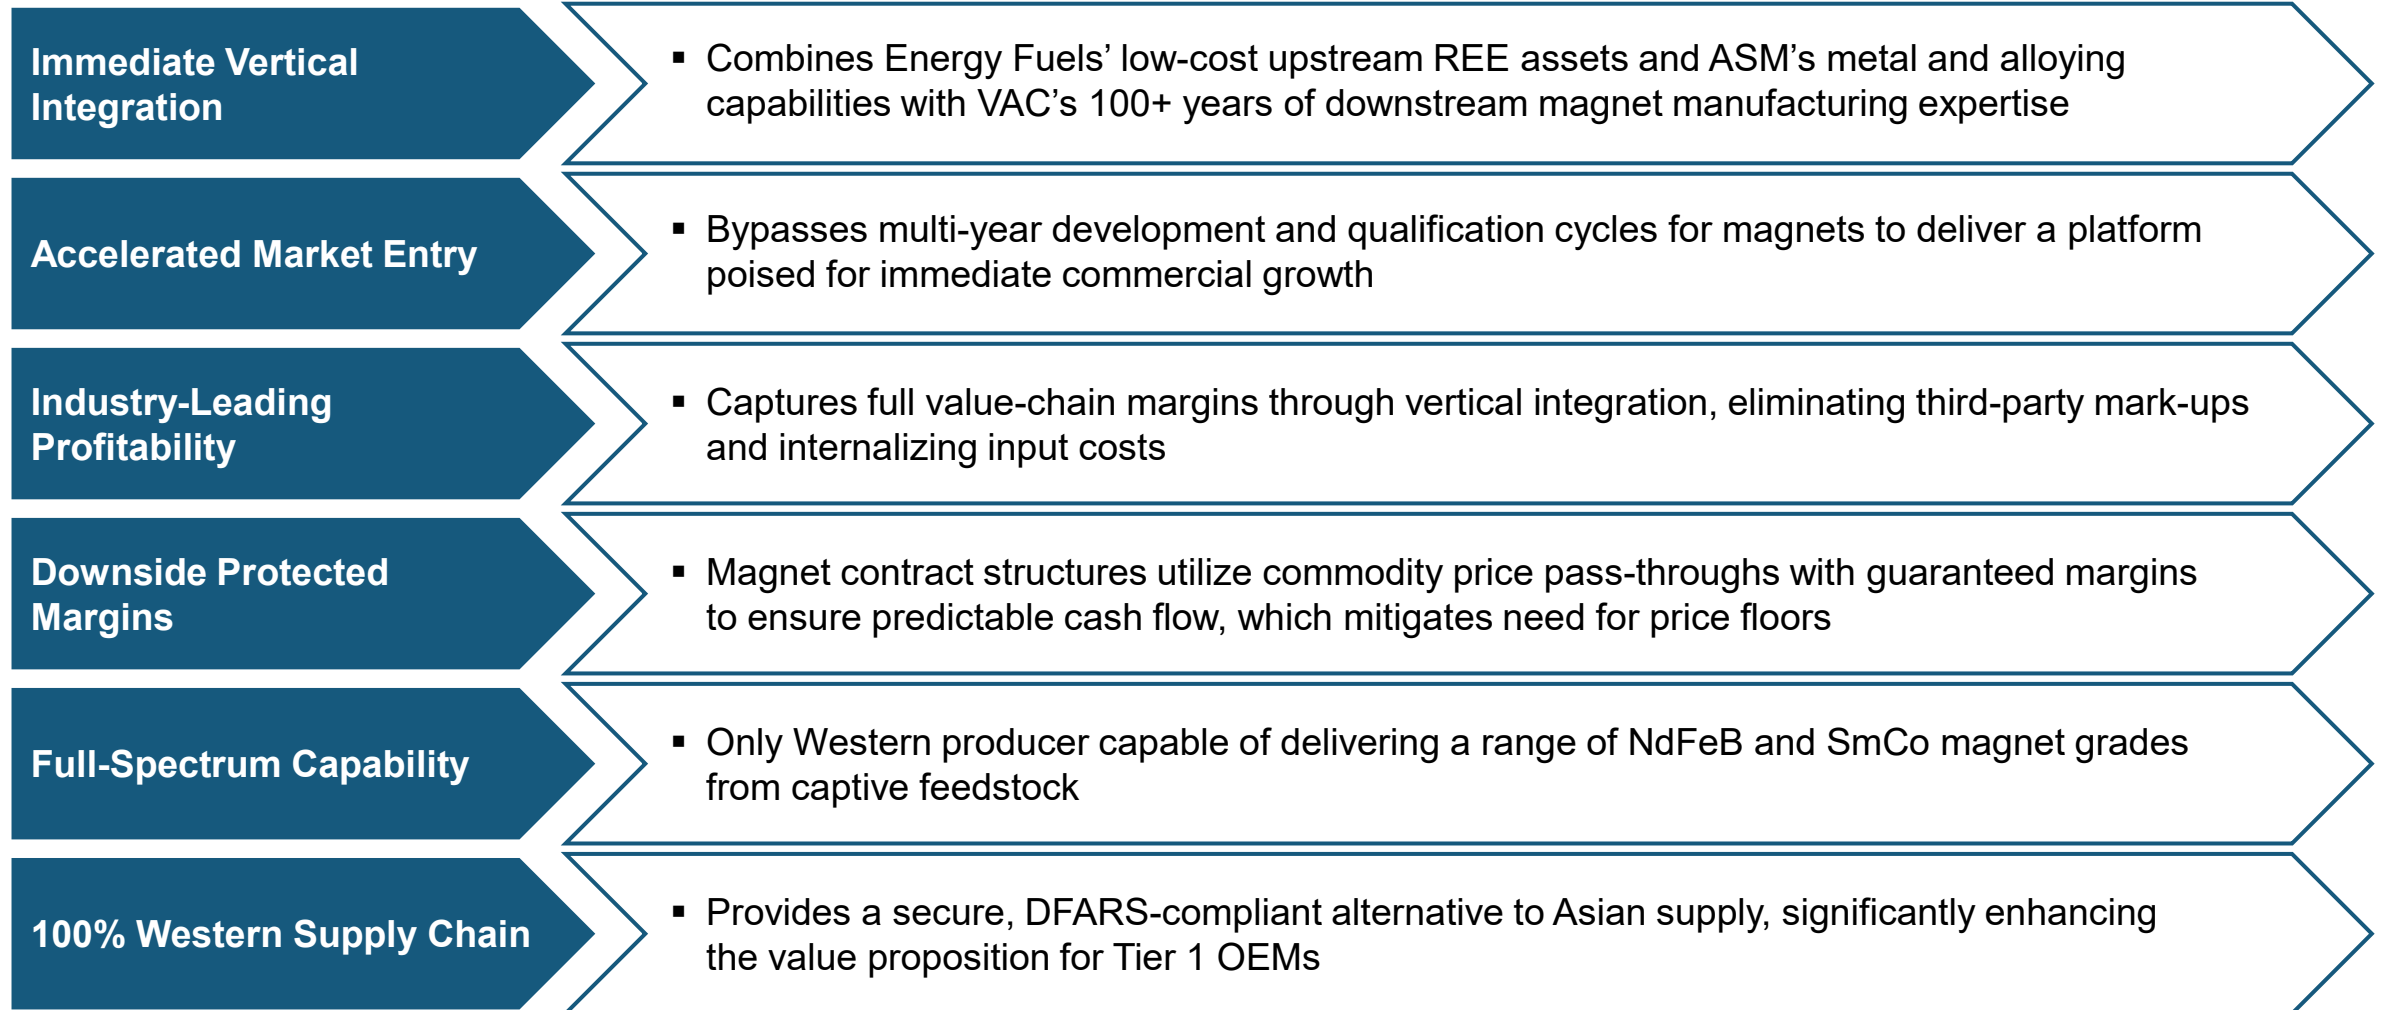 Immediate Vertical
Integration
▪ Combines Energy Fuels’ low-cost upstream REE assets and ASM’s metal and alloying
capabilities with VAC’s 100+ years of downstream magnet manufacturing expertise
Accelerated Market Entry
▪ Bypasses multi-year development and qualification cycles for magnets to deliver a platform
poised for immediate commercial growth
Industry-Leading
Profitability
▪ Captures full value-chain margins through vertical integration, eliminating third-party mark-ups
and internalizing input costs
Downside Protected
Margins
▪ Magnet contract structures utilize commodity price pass-throughs with guaranteed margins
to ensure predictable cash flow, which mitigates need for price floors
Full-Spectrum Capability
▪ Only Western producer capable of delivering a range of NdFeB and SmCo magnet grades
from captive feedstock
100% Western Supply Chain
▪ Provides a secure, DFARS-compliant alternative to Asian supply, significantly enhancing
the value proposition for Tier 1 OEMs